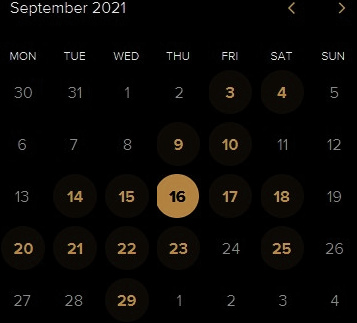 September 2021
MON TUE WED THU FRI SAT SUN
30 31 1 2 3 4 5
6 7 8 9 10 11 12
13 14 15 16 17 18 19
20 21 22 23 24 25 26
27 28 29 1 2 3 4